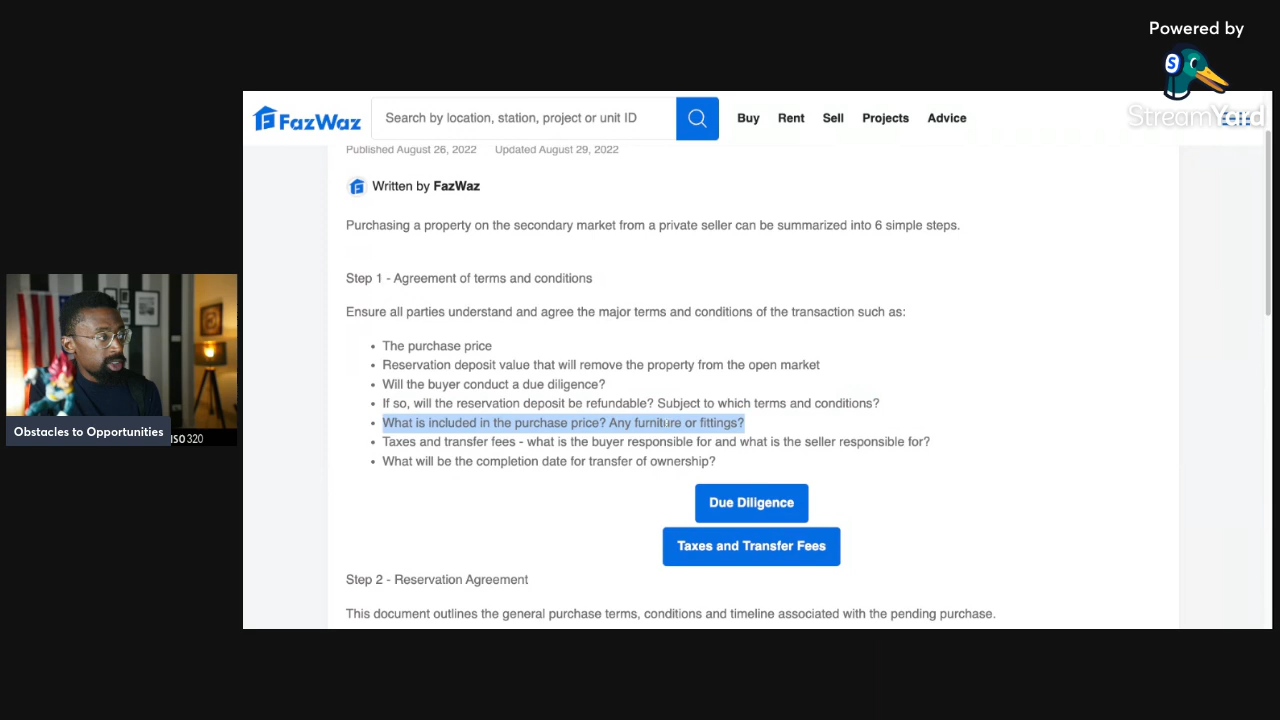 Powered by
S
StreamYard
FazWaz
Search by location, station, project or unit ID
Buy Rent Sell Projects Advice
Published August 26, 2022 Updated August 29, 2022
Written by FazWaz
Purchasing a property on the secondary market from a private seller can be summarized into 6 simple steps.
Step 1 - Agreement of terms and conditions
Ensure all parties understand and agree the major terms and conditions of the transaction such as:
• The purchase price
• Reservation deposit value that will remove the property from the open market
• Will the buyer conduct a due diligence?
• If so, will the reservation deposit be refundable? Subject to which terms and conditions?
• What is included in the purchase price? Any furniture or fittings?
• Taxes and transfer fees - what is the buyer responsible for and what is the seller responsible for?
• What will be the completion date for transfer of ownership?
Due Diligence
Taxes and Transfer Fees
Step 2 - Reservation Agreement
This document outlines the general purchase terms, conditions and timeline associated with the pending purchase.
Obstacles to Opportunities
ISO 320